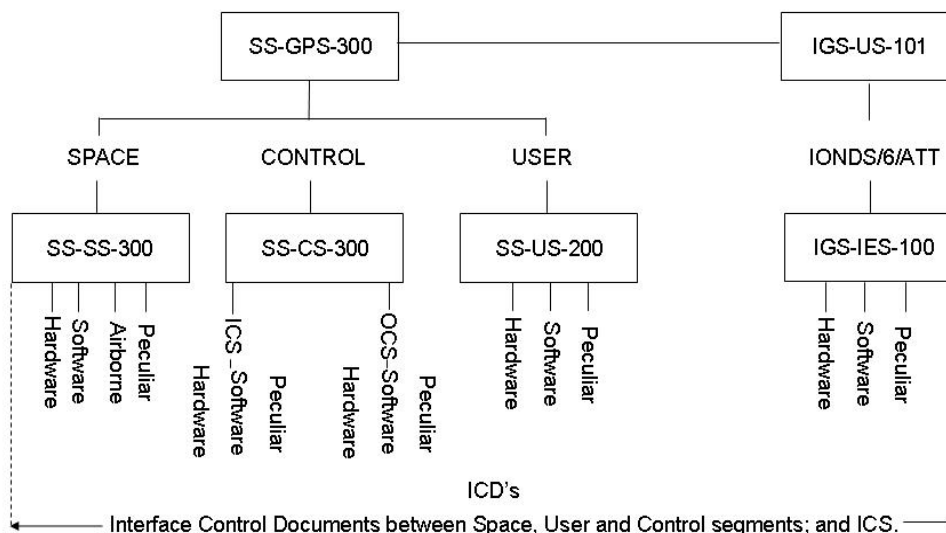 SS-GPS-300
IGS-US-101
SPACE
CONTROL
USER
IONDS/6/ATT
SS-SS-300
SS-CS-300
SS-US-200
IGS-IES-100
Hardware
Software
Airborne
Peculiar
Hardware
ICS - Software
Peculiar
Hardware
OCS-Software
Peculiar
Hardware
Software
Peculiar
Hardware
Software
Peculiar
ICD's
Interface Control Documents between Space, User and Control segments; and ICS.